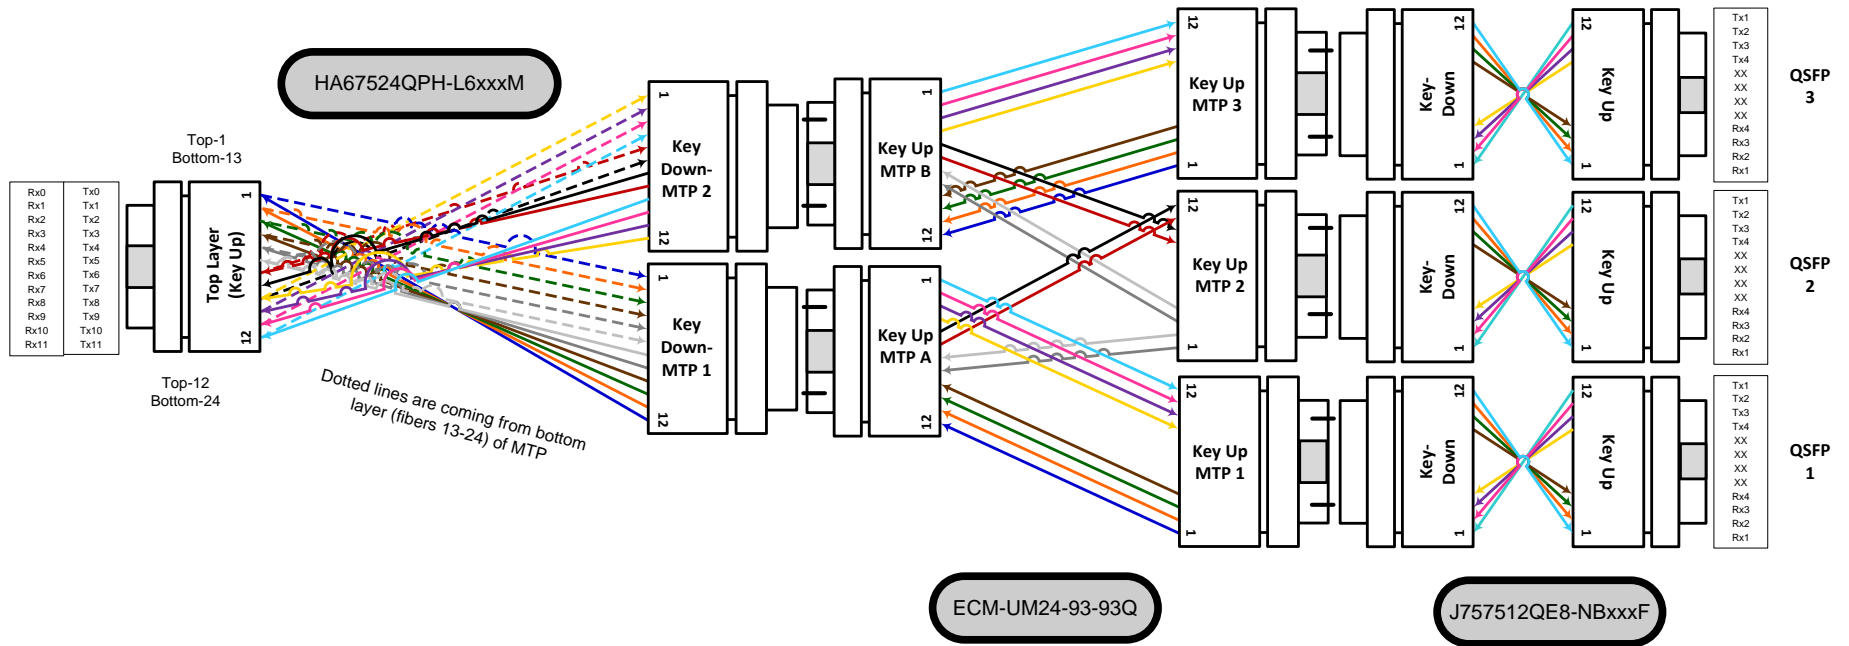 HA67524QPH-L6xxxM
Top-1
Bottom-13
Rx0 Tx0
Rx1 Tx1
Rx2 Tx2
Rx3 Tx3
Rx4 Tx4
Rx5 Tx5
Rx6 Tx6
Rx7 Tx7
Rx8 Tx8
Rx9 Tx9
Rx10 Tx10
Rx11 Tx11
1
Top Layer
(Key Up)
12
Top-12
Bottom-24
Dotted lines are coming from bottom
layer (fibers 13-24) of MTP
1
Key
Down-
MTP 2
12
1
Key
Down-
MTP 1
12
1
Key Up
MTP B
12
1
Key Up
MTP A
12
12
Key Up
MTP 3
1
12
Key Up
MTP 2
1
12
Key Up
MTP 1
1
12
Key-
Down
1
12
Key Up
1
Tx1
Tx2
Tx3
Tx4
XX
XX
XX
XX
Rx4
Rx3
Rx2
Rx1
QSFP
3
12
Key-
Down
1
12
Key Up
1
Tx1
Tx2
Tx3
Tx4
XX
XX
XX
XX
Rx4
Rx3
Rx2
Rx1
QSFP
2
12
Key-
Down
1
12
Key Up
1
Tx1
Tx2
Tx3
Tx4
XX
XX
XX
XX
Rx4
Rx3
Rx2
Rx1
QSFP
1
ECM-UM24-93-93Q
J757512QE8-NBxxxF